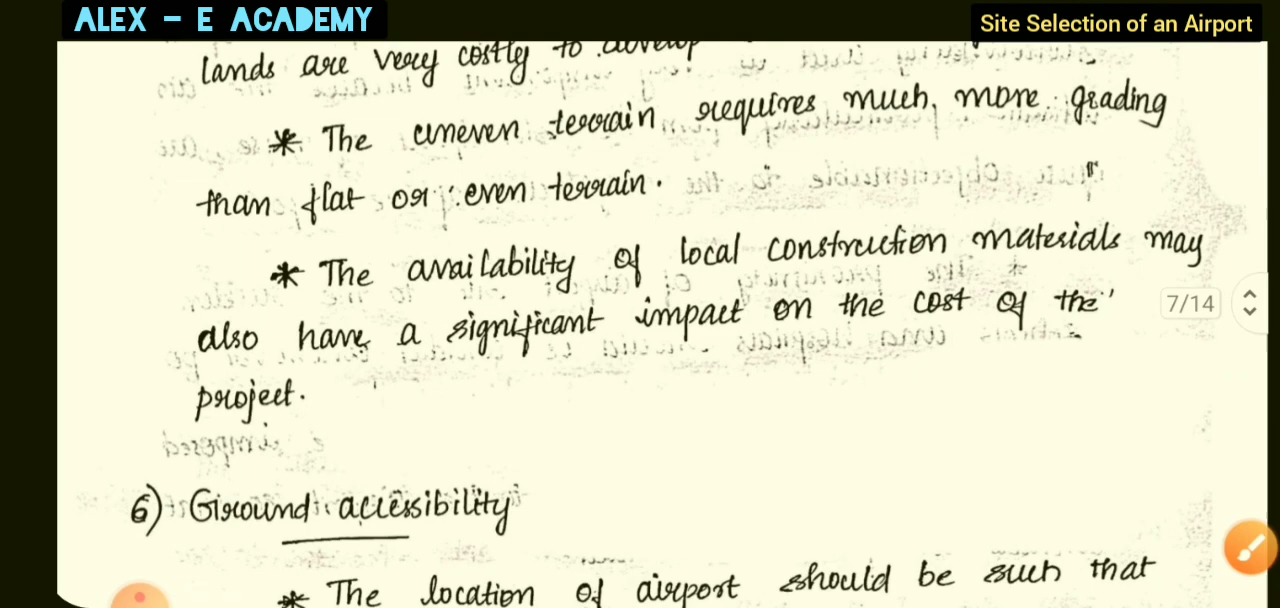 ALEX – E ACADEMY
Site Selection of an Airport
lands are very costly to develop
* The uneven terrain requires much more grading
than flat or even terrain.
* The availability of local construction materials may
also have a significant impact on the cost of the
project.
7/14
6) Ground accessibility
* The location of airport should be such that